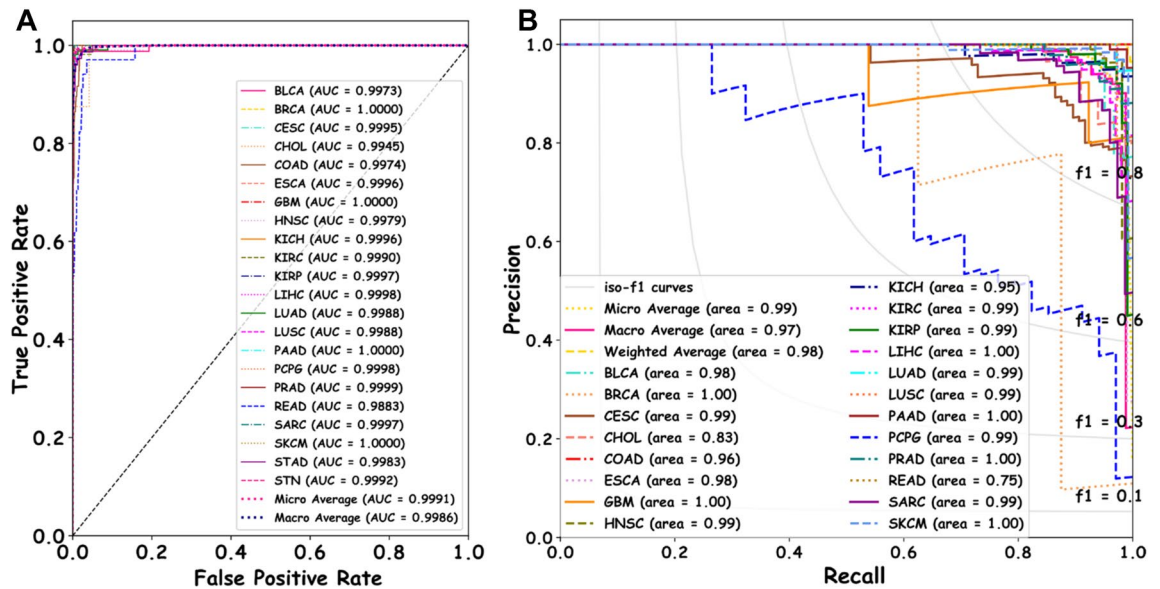 A
1.0
0.8
0.6
0.4
0.2
0.0
0.0
0.2
0.4
0.6
0.8
1.0
True Positive Rate
False Positive Rate
BLCA (AUC = 0.9973)
BRCA (AUC = 1.0000)
CESC (AUC = 0.9995)
CHOL (AUC = 0.9945)
COAD (AUC = 0.9974)
ESCA (AUC = 0.9996)
GBM (AUC = 1.0000)
HNSC (AUC = 0.9979)
KICH (AUC = 0.9996)
KIRC (AUC = 0.9990)
KIRP (AUC = 0.9997)
LIHC (AUC = 0.9998)
LUAD (AUC = 0.9988)
LUSC (AUC = 0.9988)
PAAD (AUC = 1.0000)
PCPG (AUC = 0.9998)
PRAD (AUC = 0.9999)
READ (AUC = 0.9883)
SARC (AUC = 0.9997)
SKCM (AUC = 1.0000)
STAD (AUC = 0.9983)
STN (AUC = 0.9992)
Micro Average (AUC = 0.9991)
Macro Average (AUC = 0.9986)
B
1.0
0.8
0.6
0.4
0.2
0.0
0.0
0.2
0.4
0.6
0.8
1.0
Precision
Recall
f1 = 0.8
f1 = 0.6
f1 = 0.3
f1 = 0.1
iso-f1 curves
Micro Average (area = 0.99)
Macro Average (area = 0.97)
Weighted Average (area = 0.98)
BLCA (area = 0.98)
BRCA (area = 1.00)
CESC (area = 0.99)
CHOL (area = 0.83)
COAD (area = 0.96)
ESCA (area = 0.98)
GBM (area = 1.00)
HNSC (area = 0.99)
KICH (area = 0.95)
KIRC (area = 0.99)
KIRP (area = 0.99)
LIHC (area = 1.00)
LUAD (area = 0.99)
LUSC (area = 0.99)
PAAD (area = 1.00)
PCPG (area = 0.99)
PRAD (area = 1.00)
READ (area = 0.75)
SARC (area = 0.99)
SKCM (area = 1.00)